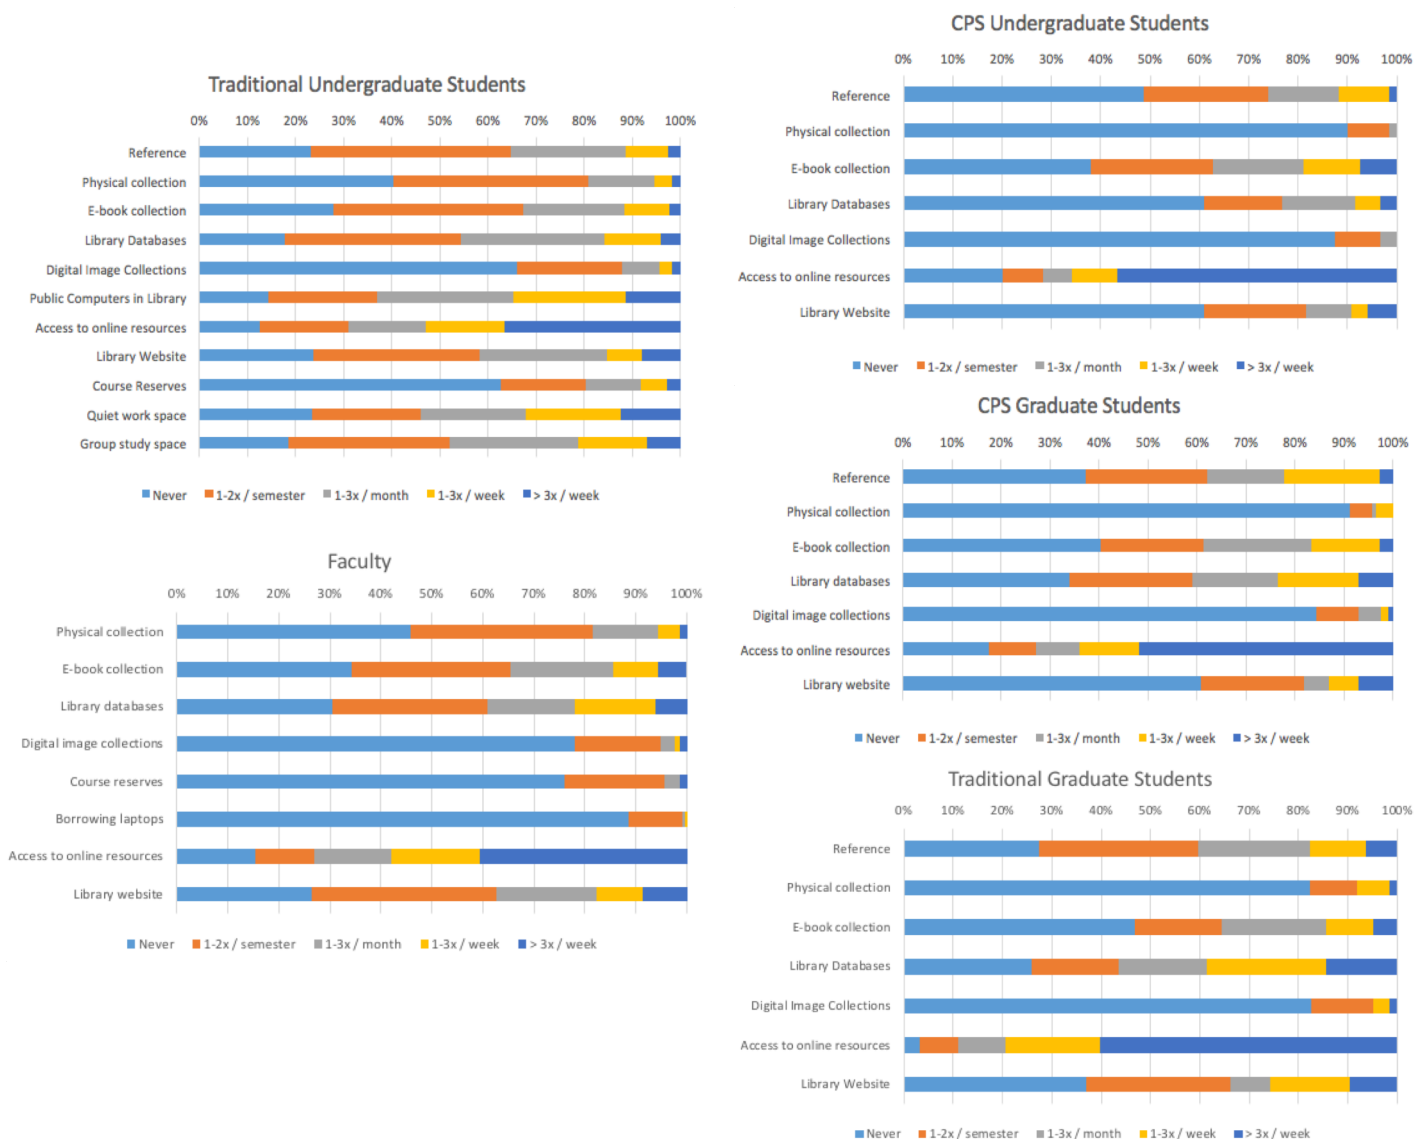 Traditional Undergraduate Students
0% 10% 20% 30% 40% 50% 60% 70% 80% 90% 100%
Reference
Physical collection
E-book collection
Library Databases
Digital Image Collections
Public Computers in Library
Access to online resources
Library Website
Course Reserves
Quiet work space
Group study space
Never 1-2x / semester 1-3x / month 1-3x / week > 3x / week
Faculty
0% 10% 20% 30% 40% 50% 60% 70% 80% 90% 100%
Physical collection
E-book collection
Library databases
Digital image collections
Course reserves
Borrowing laptops
Access to online resources
Library website
Never 1-2x / semester 1-3x / month 1-3x / week > 3x / week
CPS Undergraduate Students
0% 10% 20% 30% 40% 50% 60% 70% 80% 90% 100%
Reference
Physical collection
E-book collection
Library Databases
Digital Image Collections
Access to online resources
Library Website
Never 1-2x / semester 1-3x / month 1-3x / week > 3x / week
CPS Graduate Students
0% 10% 20% 30% 40% 50% 60% 70% 80% 90% 100%
Reference
Physical collection
E-book collection
Library databases
Digital image collections
Access to online resources
Library website
Never 1-2x / semester 1-3x / month 1-3x / week > 3x / week
Traditional Graduate Students
0% 10% 20% 30% 40% 50% 60% 70% 80% 90% 100%
Reference
Physical collection
E-book collection
Library Databases
Digital Image Collections
Access to online resources
Library Website
Never 1-2x / semester 1-3x / month 1-3x / week > 3x / week